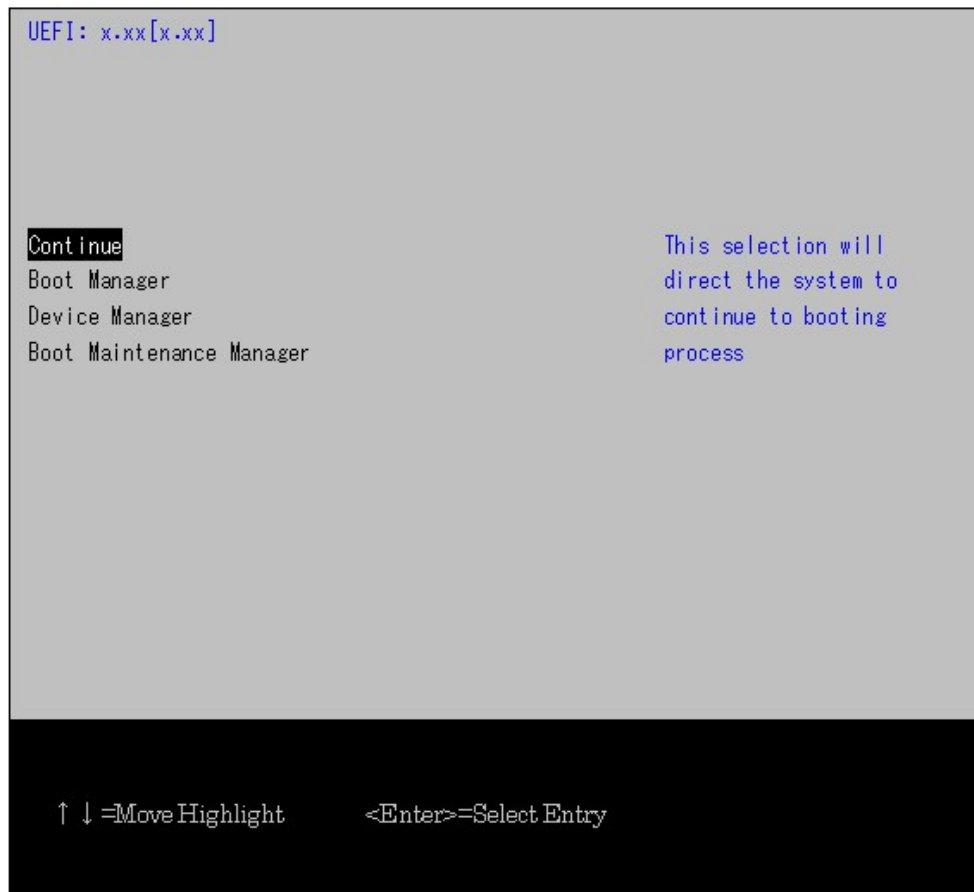 UEFI: x.xx[x.xx]
Continue
Boot Manager
Device Manager
Boot Maintenance Manager
This selection will
direct the system to
continue to booting
process
↑↓=Move Highlight <Enter>=Select Entry